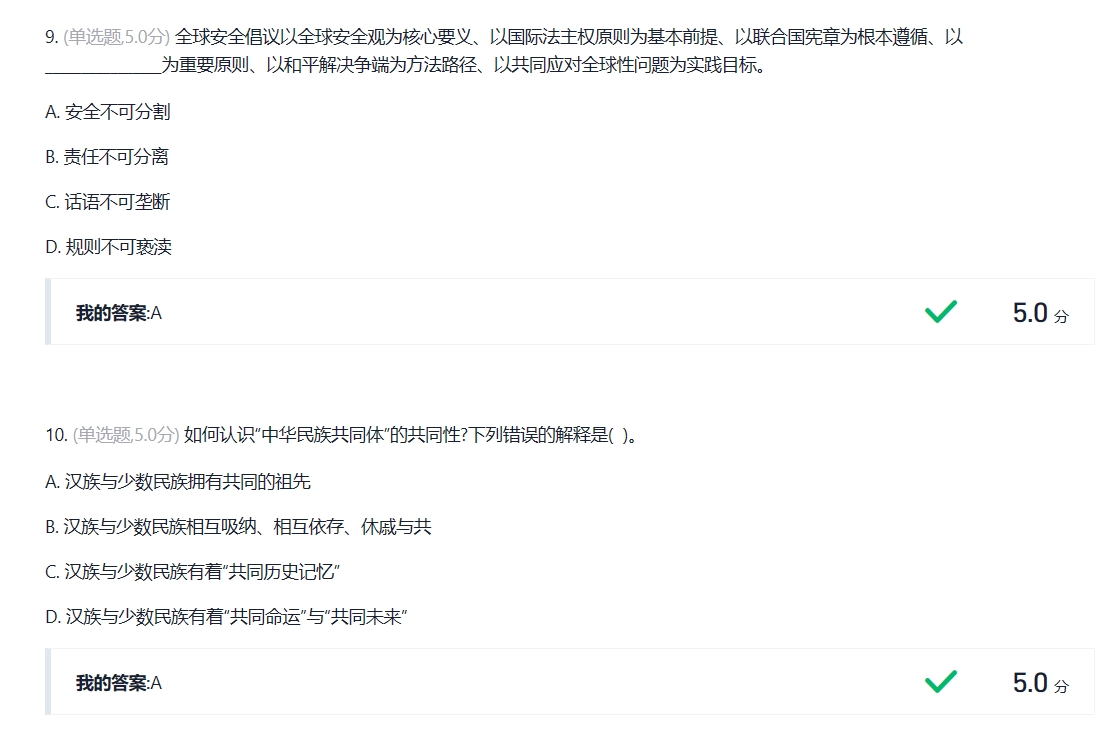 9. (单选题,5.0分) 全球安全倡议以全球安全观为核心要义、以国际法主权原则为基本前提、以联合国宪章为根本遵循、以
______________为重要原则、以和平解决争端为方法路径、以共同应对全球性问题为实践目标。
A. 安全不可分割
B. 责任不可分离
C. 话语不可垄断
D. 规则不可亵渎
我的答案:A 5.0 分
10. (单选题,5.0分) 如何认识“中华民族共同体”的共同性?下列错误的解释是( )。
A. 汉族与少数民族拥有共同的祖先
B. 汉族与少数民族相互吸纳、相互依存、休戚与共
C. 汉族与少数民族有着“共同历史记忆”
D. 汉族与少数民族有着“共同命运”与“共同未来”
我的答案:A 5.0 分